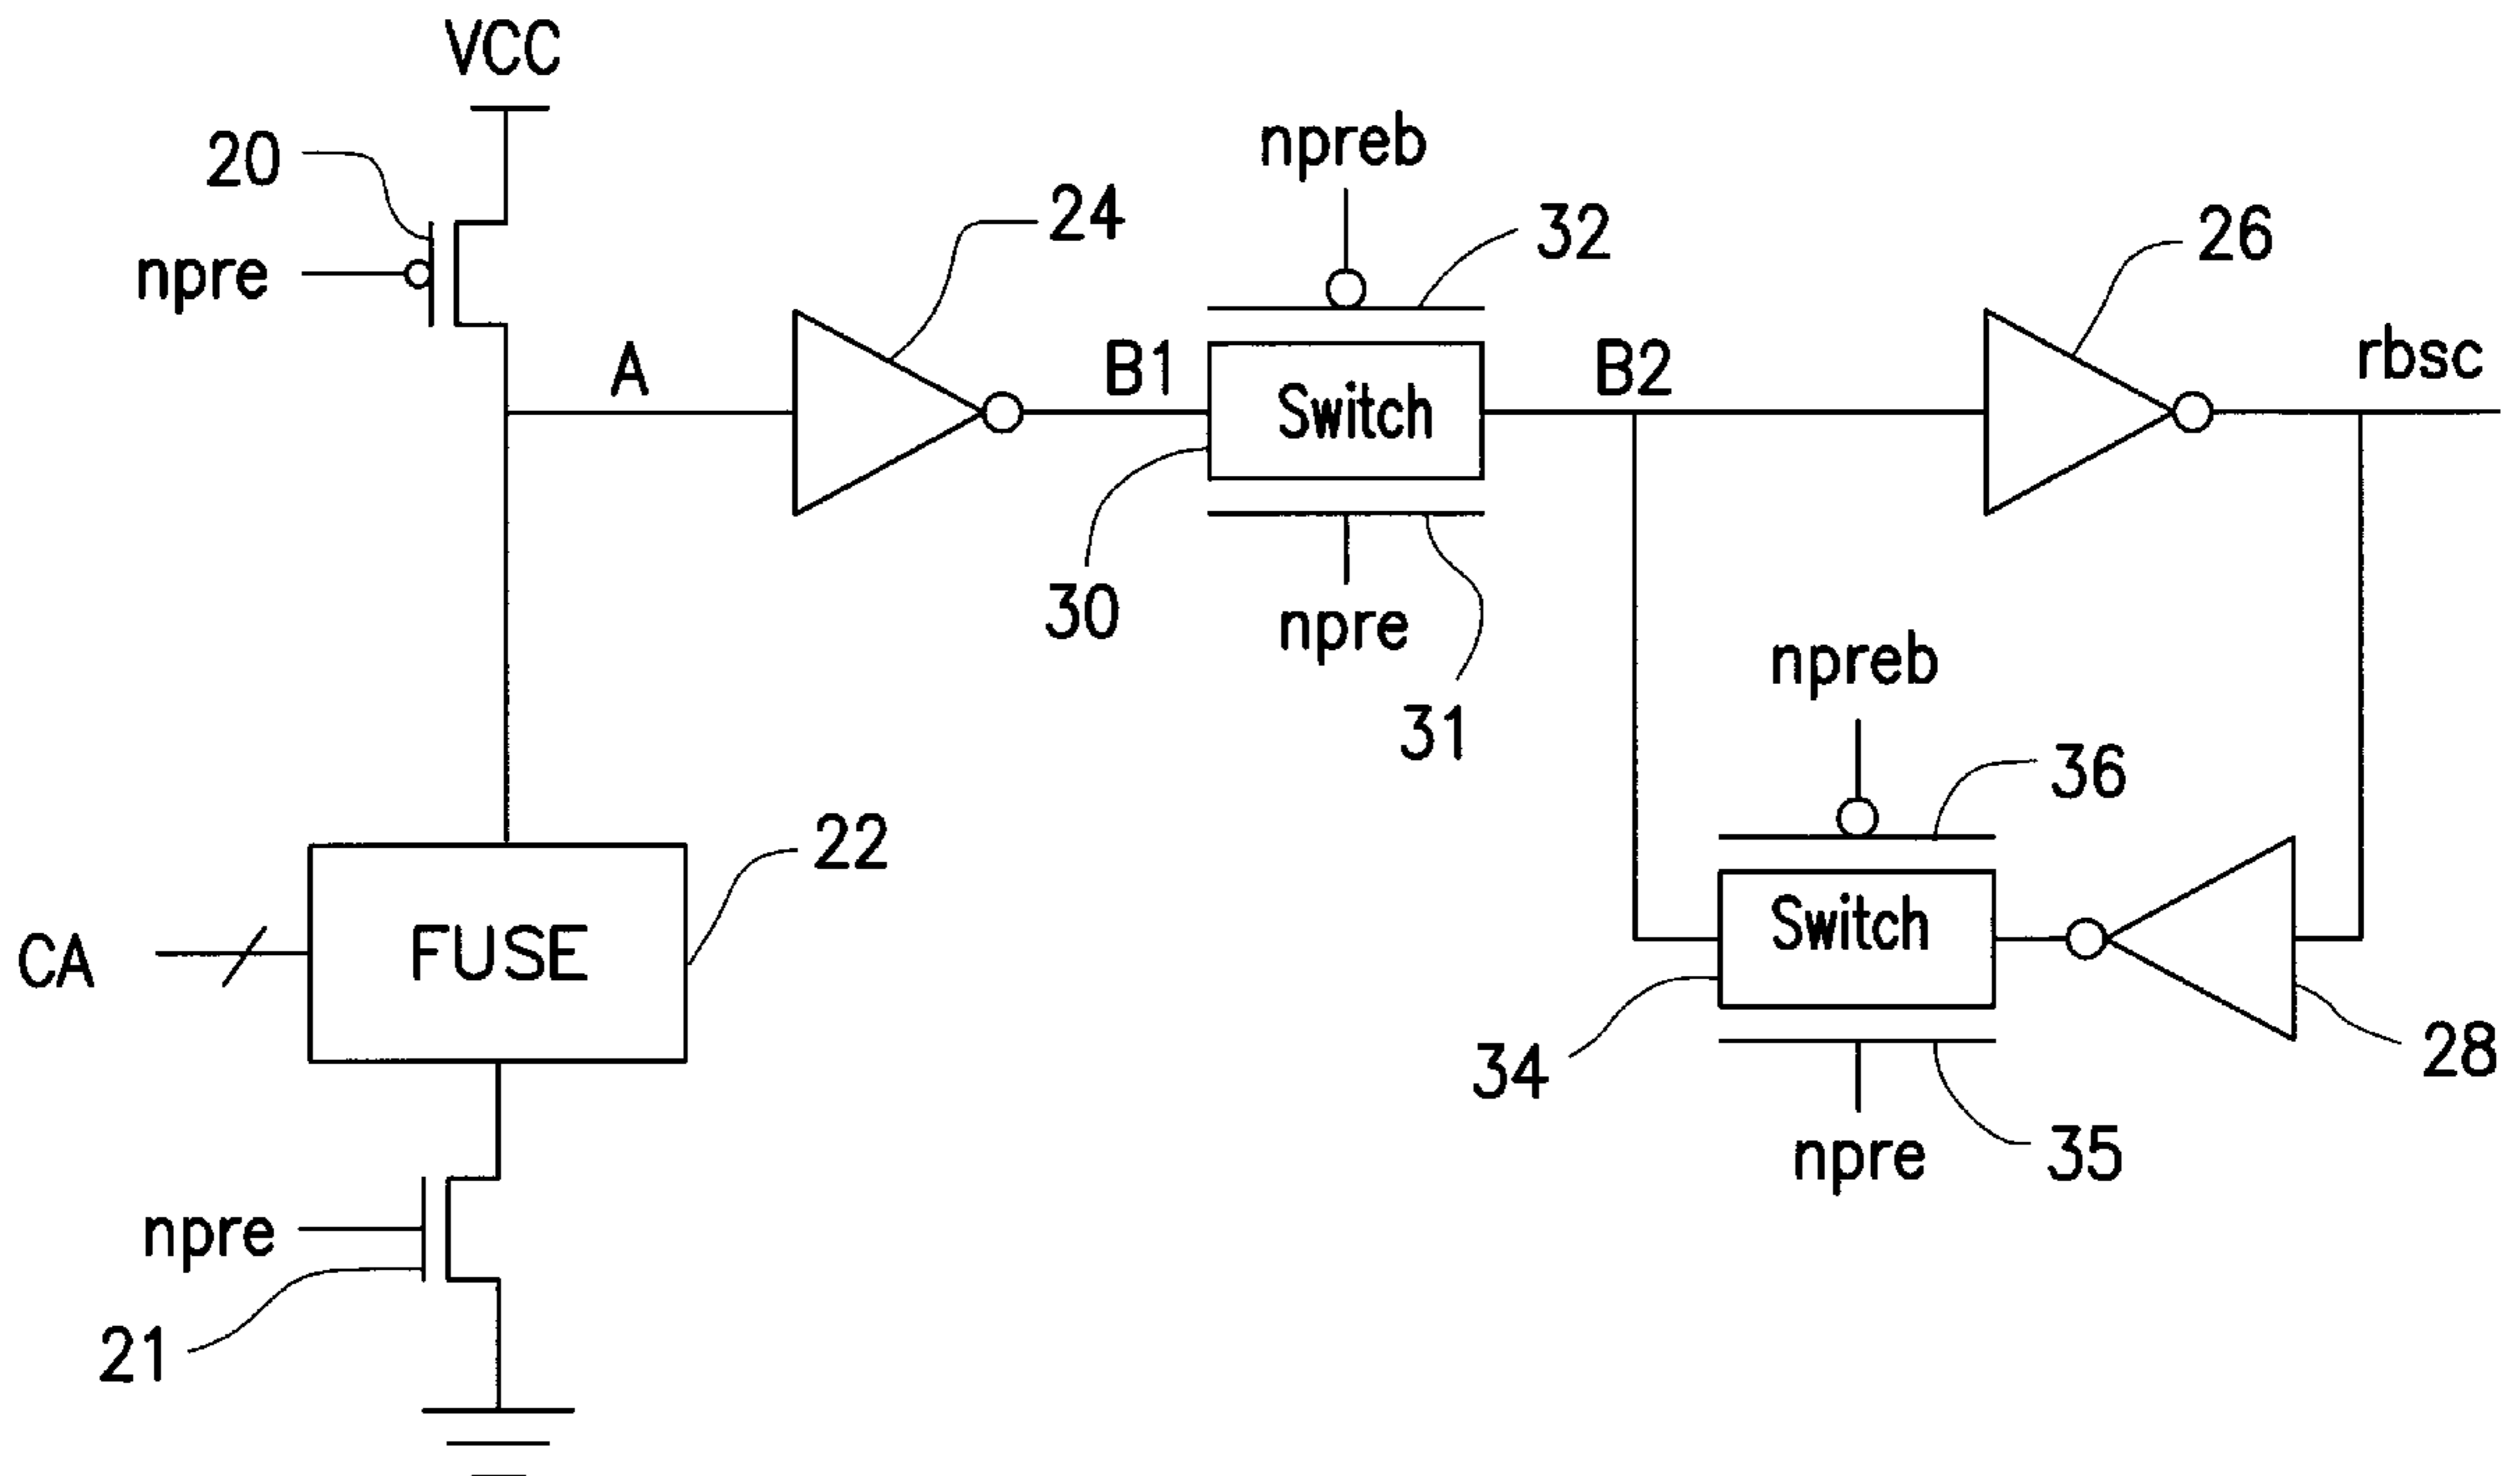 VCC
20
npre
A
24
B1
npreb
32
Switch
30
npre
31
B2
26
rbsc
CA
FUSE
22
npreb
36
Switch
34
npre
35
28
npre
21